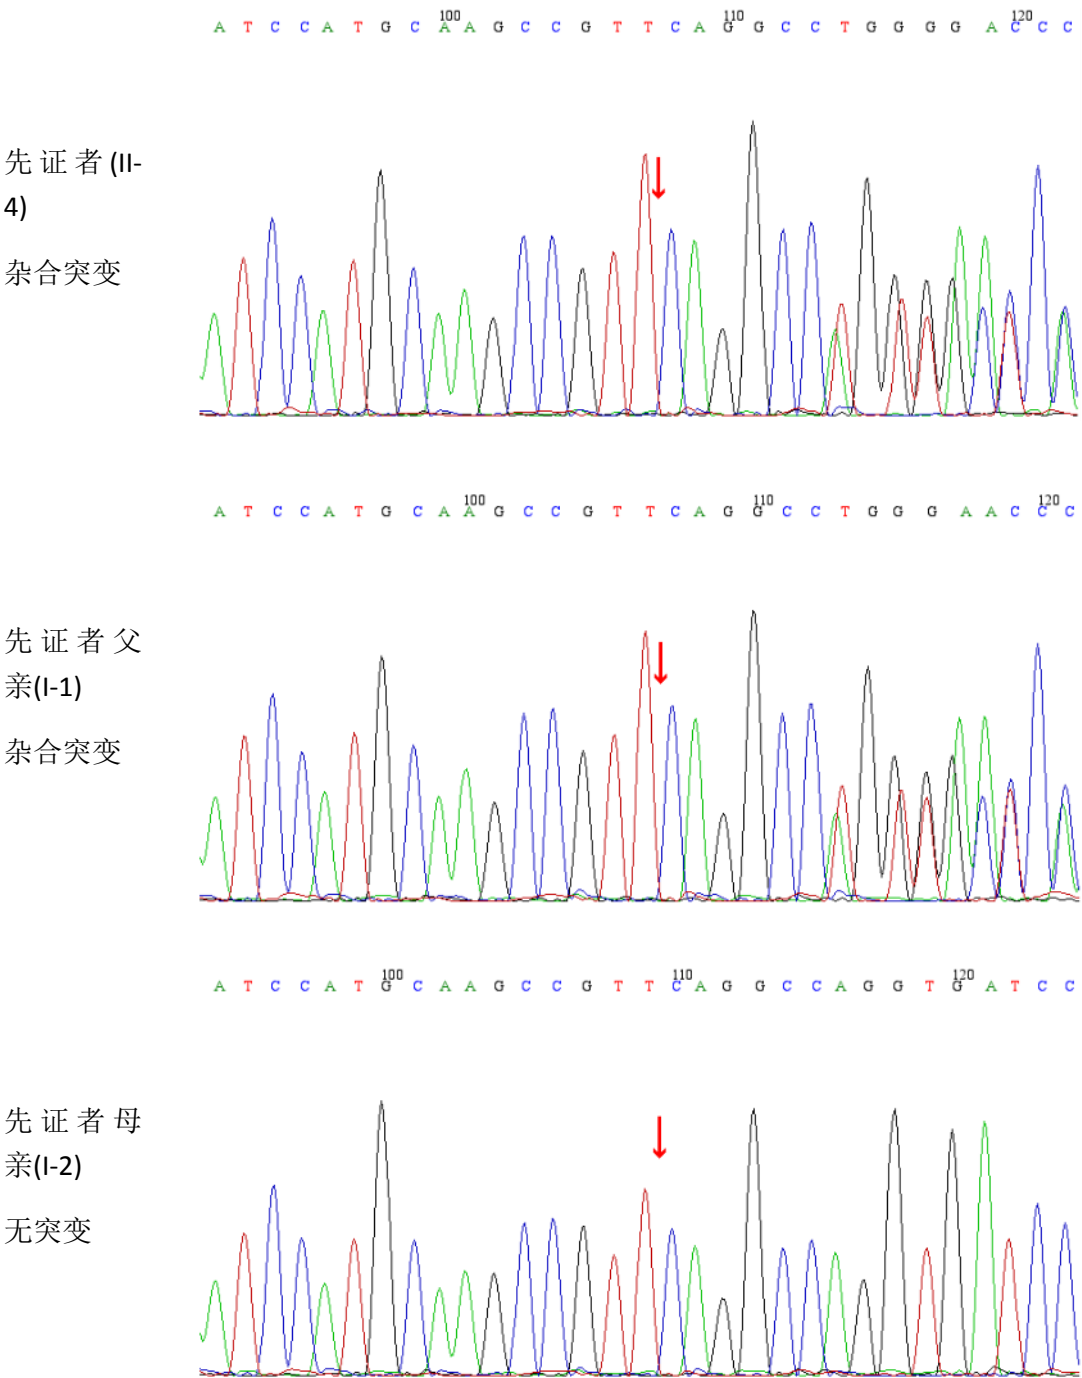 100 110 120
A T C C A T G C A A G C C G T T C A G G C C T G G G G A C C C
先证者(II-
4)
杂合突变
100 110 120
A T C C A T G C A A G C C G T T C A G G C C T G G G A A C C C
先证者父
亲(I-1)
杂合突变
100 110 120
A T C C A T G C A A G C C G T T C A G G C C A G G T G A T C C
先证者母
亲(I-2)
无突变